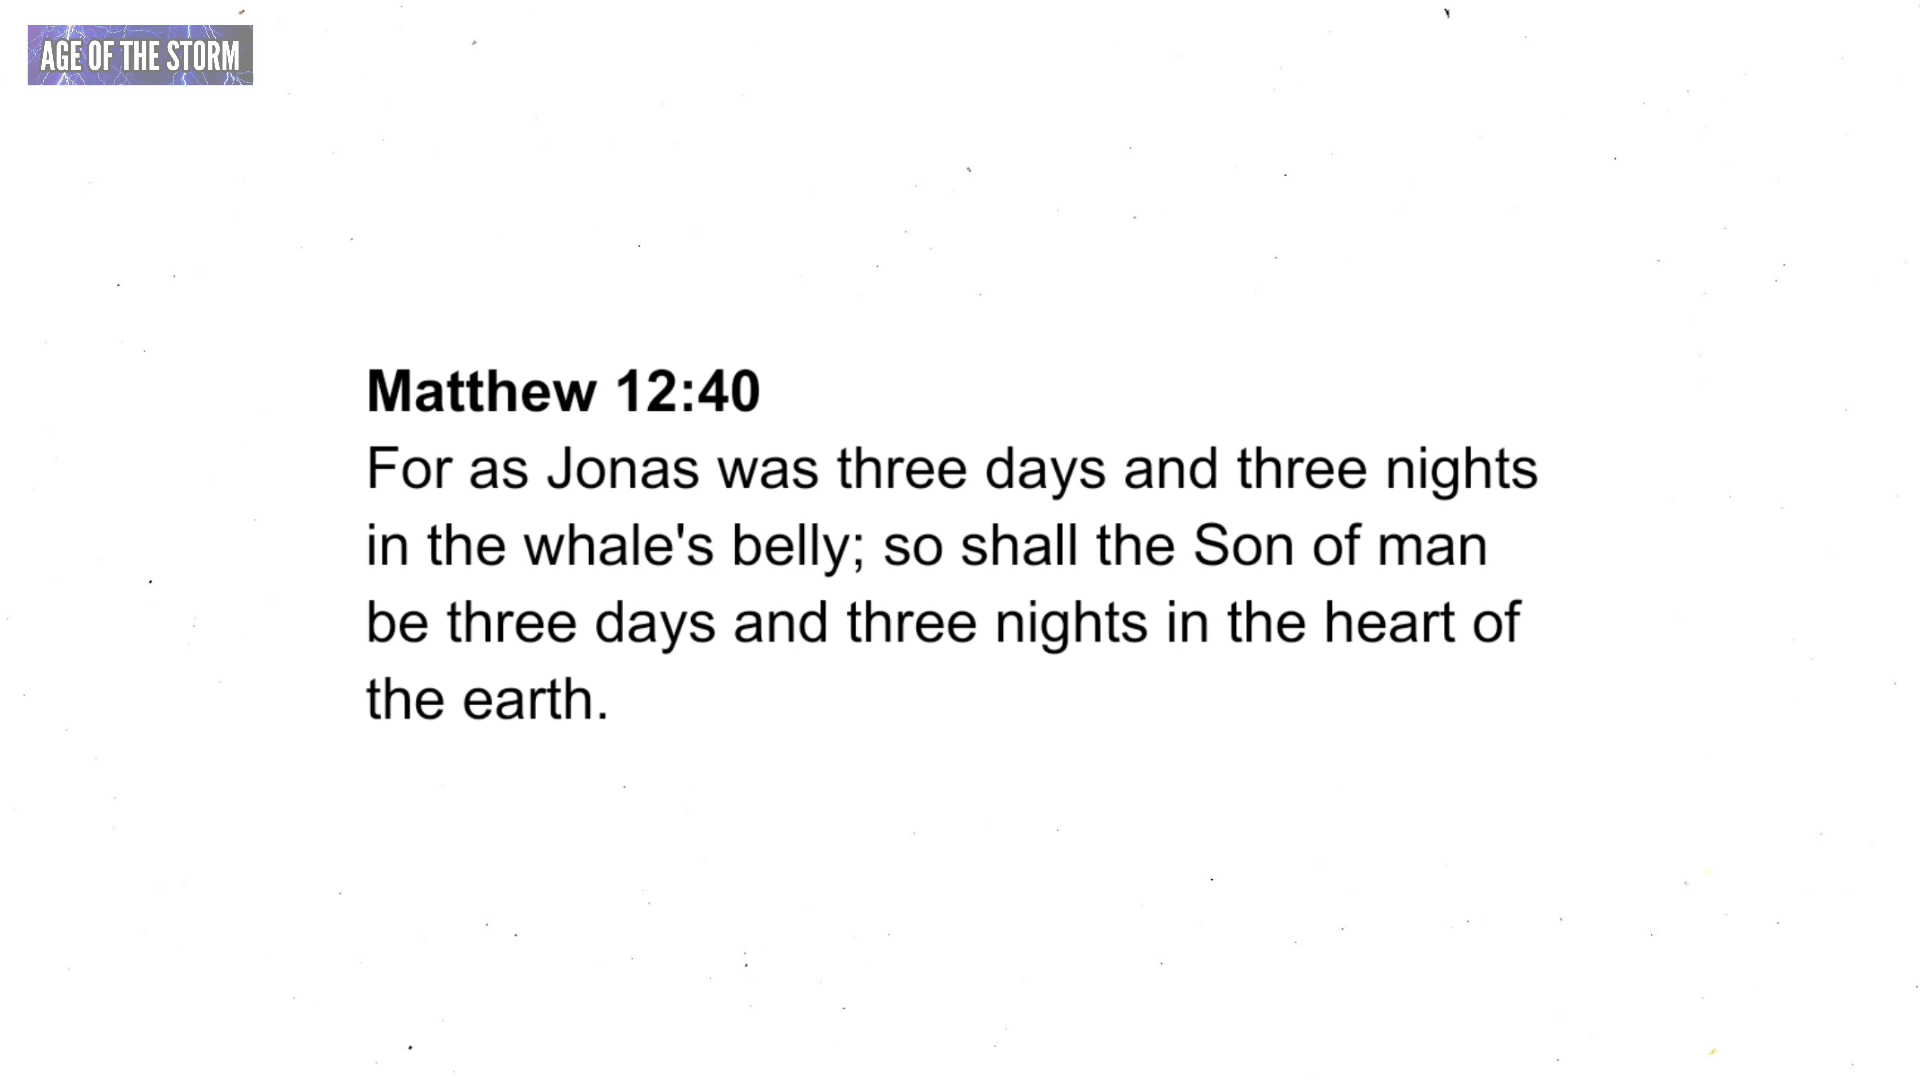 AGE OF THE STORM
Matthew 12:40
For as Jonas was three days and three nights
in the whale's belly; so shall the Son of man
be three days and three nights in the heart of
the earth.